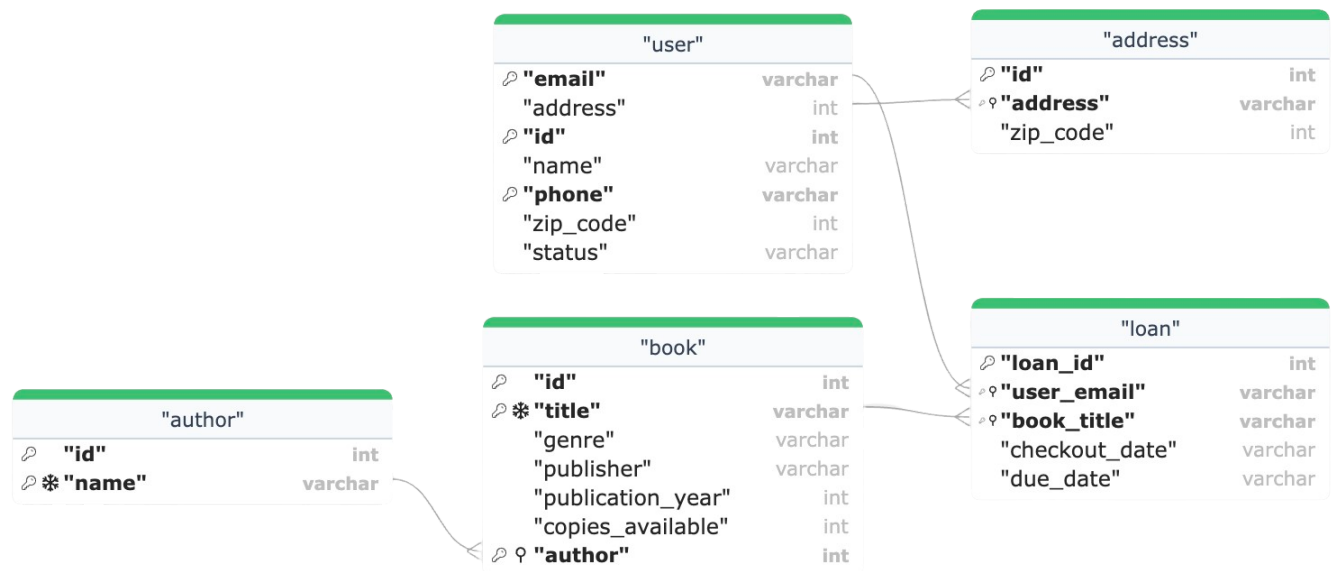 "user"
"email" varchar
"address" int
"id" int
"name" varchar
"phone" varchar
"zip_code" int
"status" varchar
"address"
"id" int
"address" varchar
"zip_code" int
"author"
"id" int
"name" varchar
"book"
"id" int
"title" varchar
"genre" varchar
"publisher" varchar
"publication_year" int
"copies_available" int
"author" int
"loan"
"loan_id" int
"user_email" varchar
"book_title" varchar
"checkout_date" varchar
"due_date" varchar